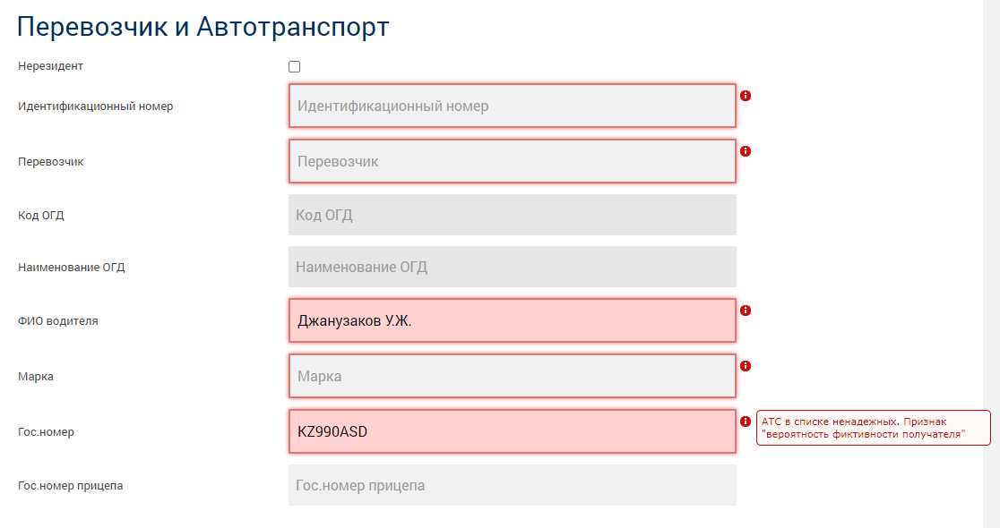 Перевозчик и Автотранспорт
Нерезидент
Идентификационный номер
Идентификационный номер
Перевозчик
Перевозчик
Код ОГД
Код ОГД
Наименование ОГД
Наименование ОГД
ФИО водителя
Джанузаков У.Ж.
Марка
Марка
Гос.номер
KZ990ASD
АТС в списке ненадежных. Признак
"вероятность фиктивности получателя"
Гос.номер прицепа
Гос.номер прицепа